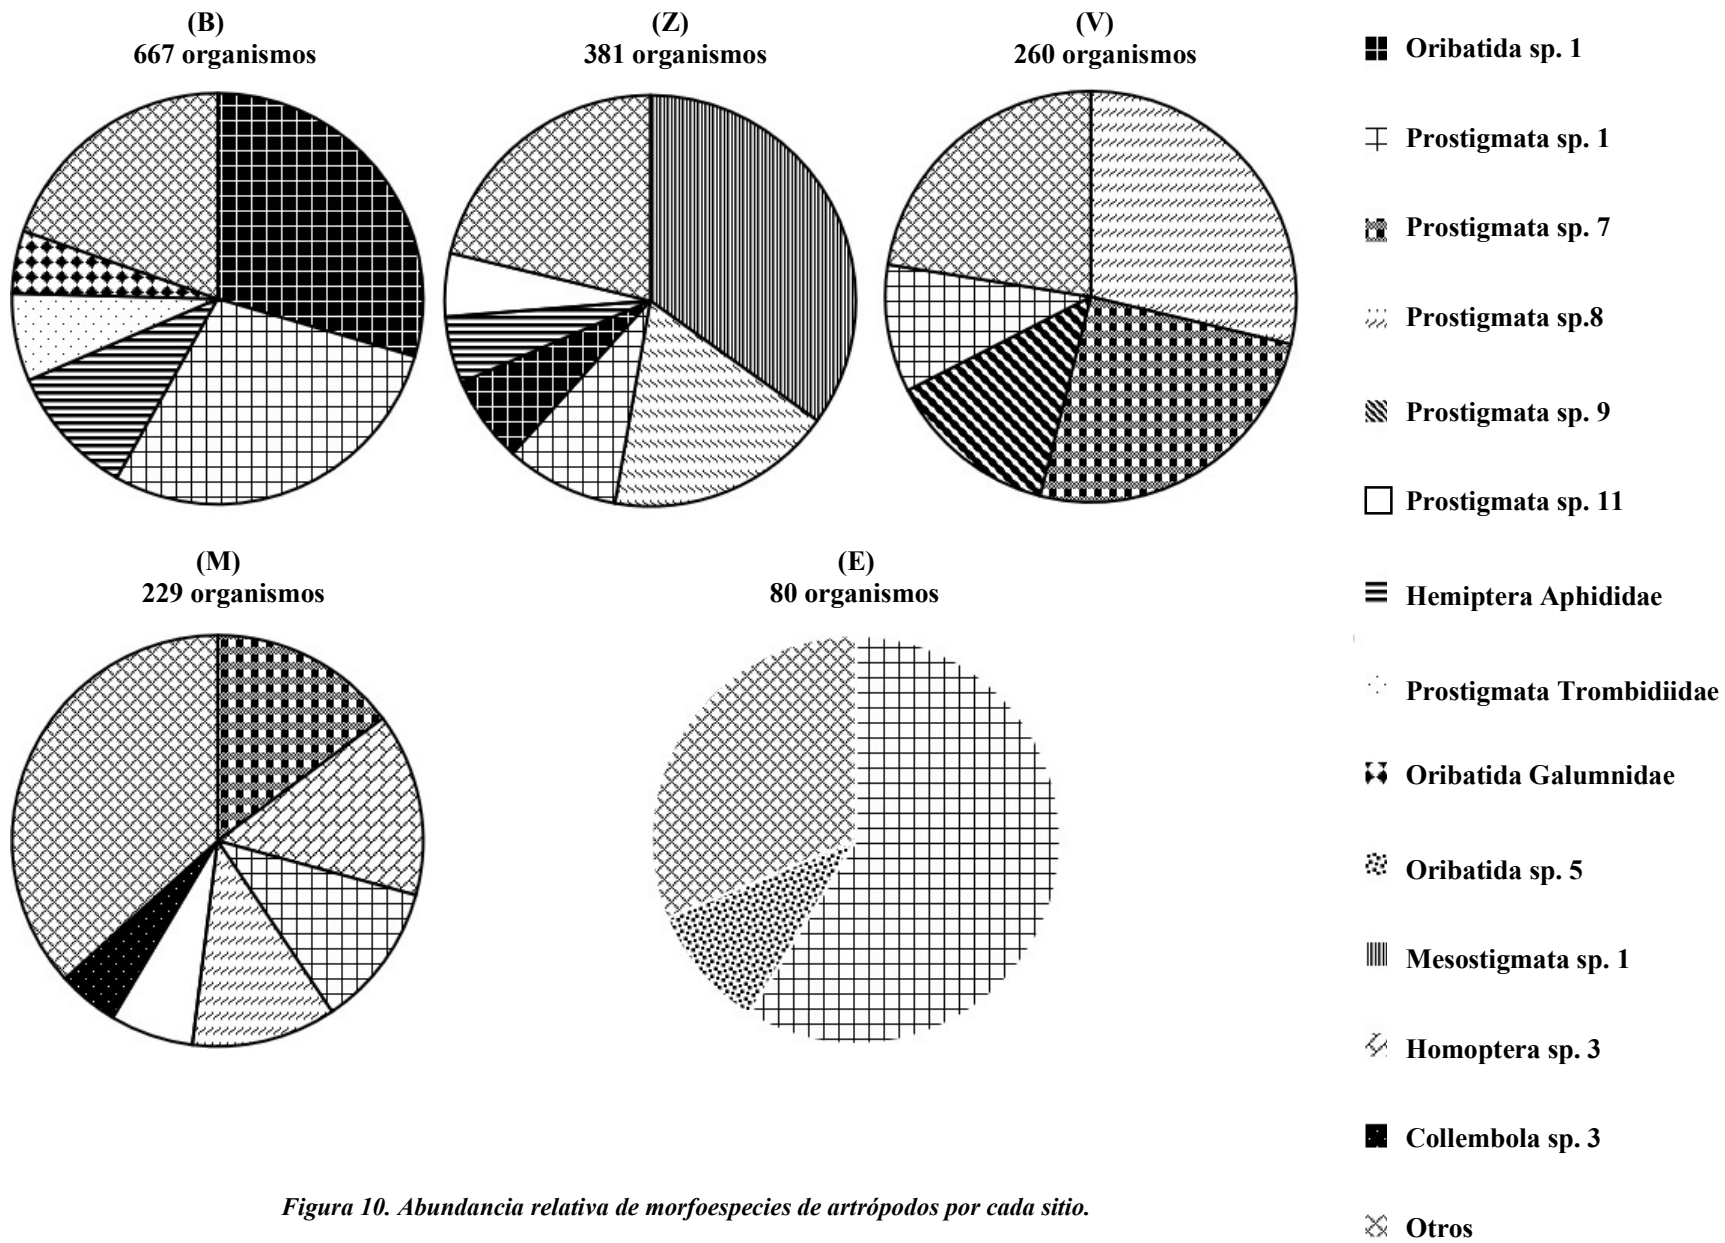 (B)
667 organismos
(Z)
381 organismos
(V)
260 organismos
(M)
229 organismos
(E)
80 organismos
Oribatida sp. 1
Prostigmata sp. 1
Prostigmata sp. 7
Prostigmata sp.8
Prostigmata sp. 9
Prostigmata sp. 11
Hemiptera Aphididae
Prostigmata Trombidiidae
Oribatida Galumnidae
Oribatida sp. 5
Mesostigmata sp. 1
Homoptera sp. 3
Collembola sp. 3
Otros
Figura 10. Abundancia relativa de morfoespecies de artrópodos por cada sitio.